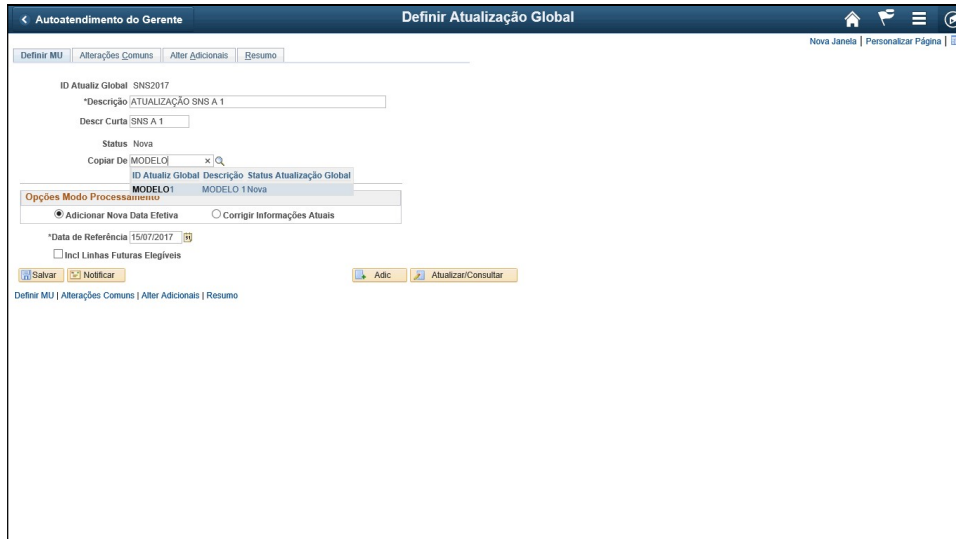 Autoatendimento do Gerente
Definir Atualização Global
Nova Janela | Personalizar Página |
Definir MU Alterações Comuns Alter Adicionais Resumo
ID Atualiz Global SNS2017
*Descrição ATUALIZAÇÃO SNS A 1
Descr Curta SNS A 1
Status Nova
Copiar De MODELO ×
ID Atualiz Global Descrição Status Atualização Global
MODELO1 MODELO 1 Nova
Opções Modo Processamento
Adicionar Nova Data Efetiva Corrigir Informações Atuais
*Data de Referência 15/07/2017
Incl Linhas Futuras Elegíveis
Salvar Notificar Adic Atualizar/Consultar
Definir MU | Alterações Comuns | Alter Adicionais | Resumo